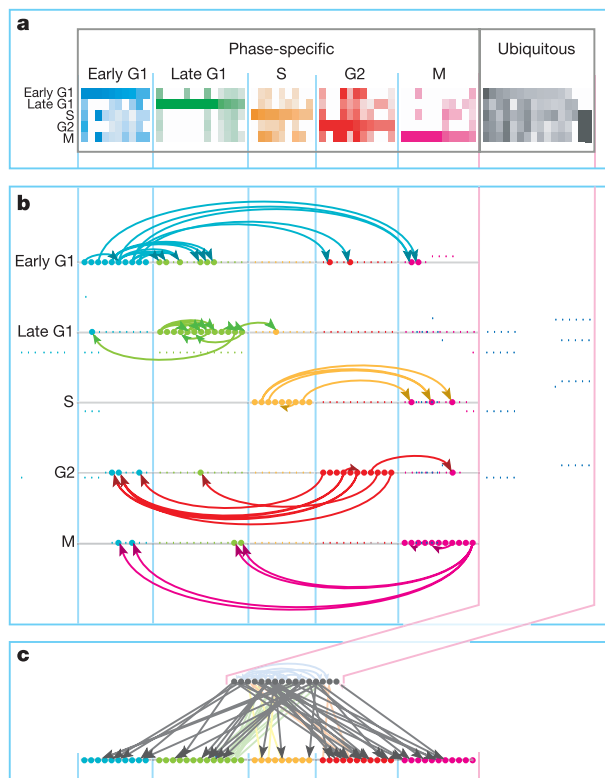 a
Phase-specific
Ubiquitous
Early G1
Late G1
S
G2
M
Early G1
Late G1
S
G2
M
b
Early G1
Late G1
S
G2
M
c